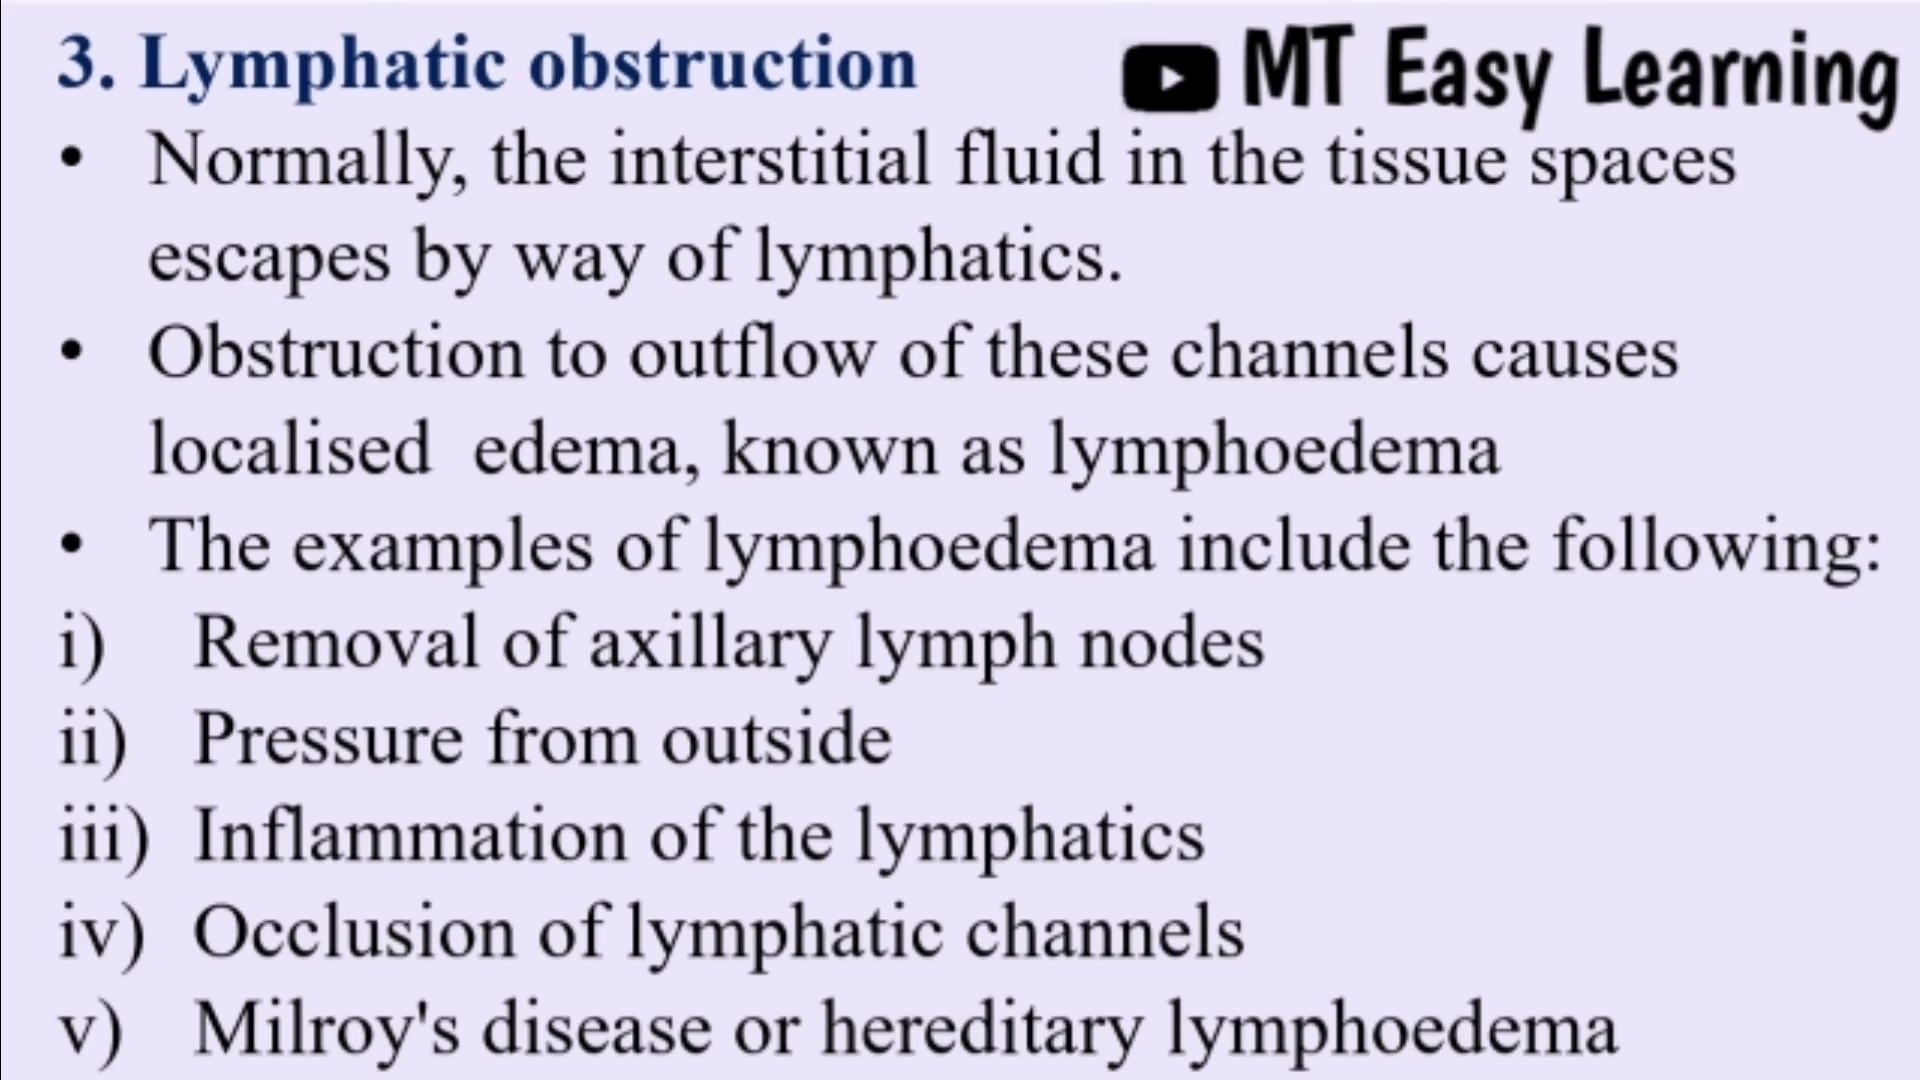 3. Lymphatic obstruction
MT Easy Learning
• Normally, the interstitial fluid in the tissue spaces
escapes by way of lymphatics.
• Obstruction to outflow of these channels causes
localised  edema, known as lymphoedema
• The examples of lymphoedema include the following:
i) Removal of axillary lymph nodes
ii) Pressure from outside
iii) Inflammation of the lymphatics
iv) Occlusion of lymphatic channels
v) Milroy's disease or hereditary lymphoedema